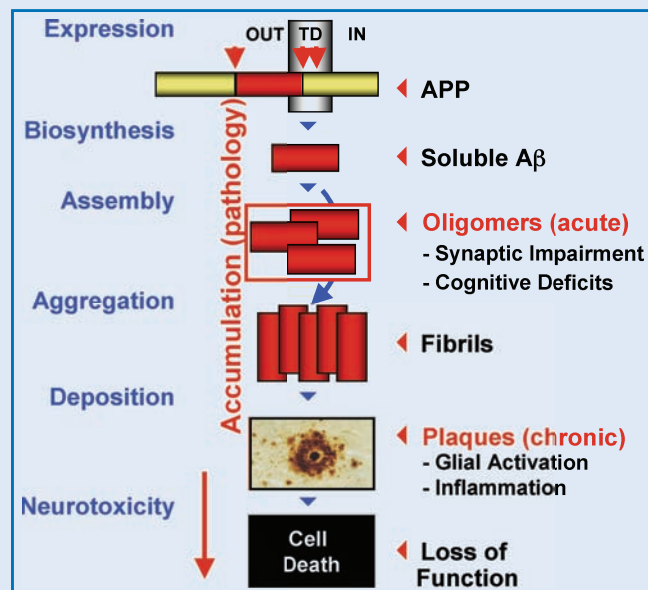 Expression
OUT TD IN
APP
Biosynthesis
Soluble Aβ
Assembly
Oligomers (acute)
- Synaptic Impairment
- Cognitive Deficits
Accumulation (pathology)
Aggregation
Fibrils
Deposition
Plaques (chronic)
- Glial Activation
- Inflammation
Neurotoxicity
Cell
Death
Loss of
Function